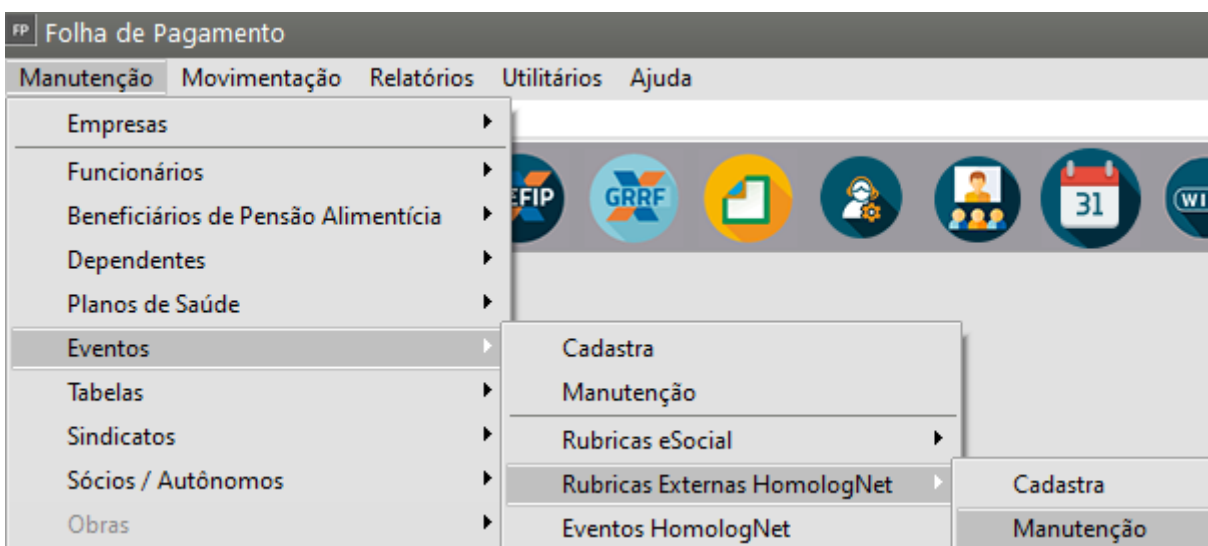 FP Folha de Pagamento
Manutenção Movimentação Relatórios Utilitários Ajuda
Empresas
Funcionários
Beneficiários de Pensão Alimentícia
Dependentes
Planos de Saúde
Eventos
Tabelas
Sindicatos
Sócios / Autônomos
Obras
EFIP
GRRF
31
WI
Cadastra
Manutenção
Rubricas eSocial
Rubricas Externas HomologNet
Eventos HomologNet
Cadastra
Manutenção